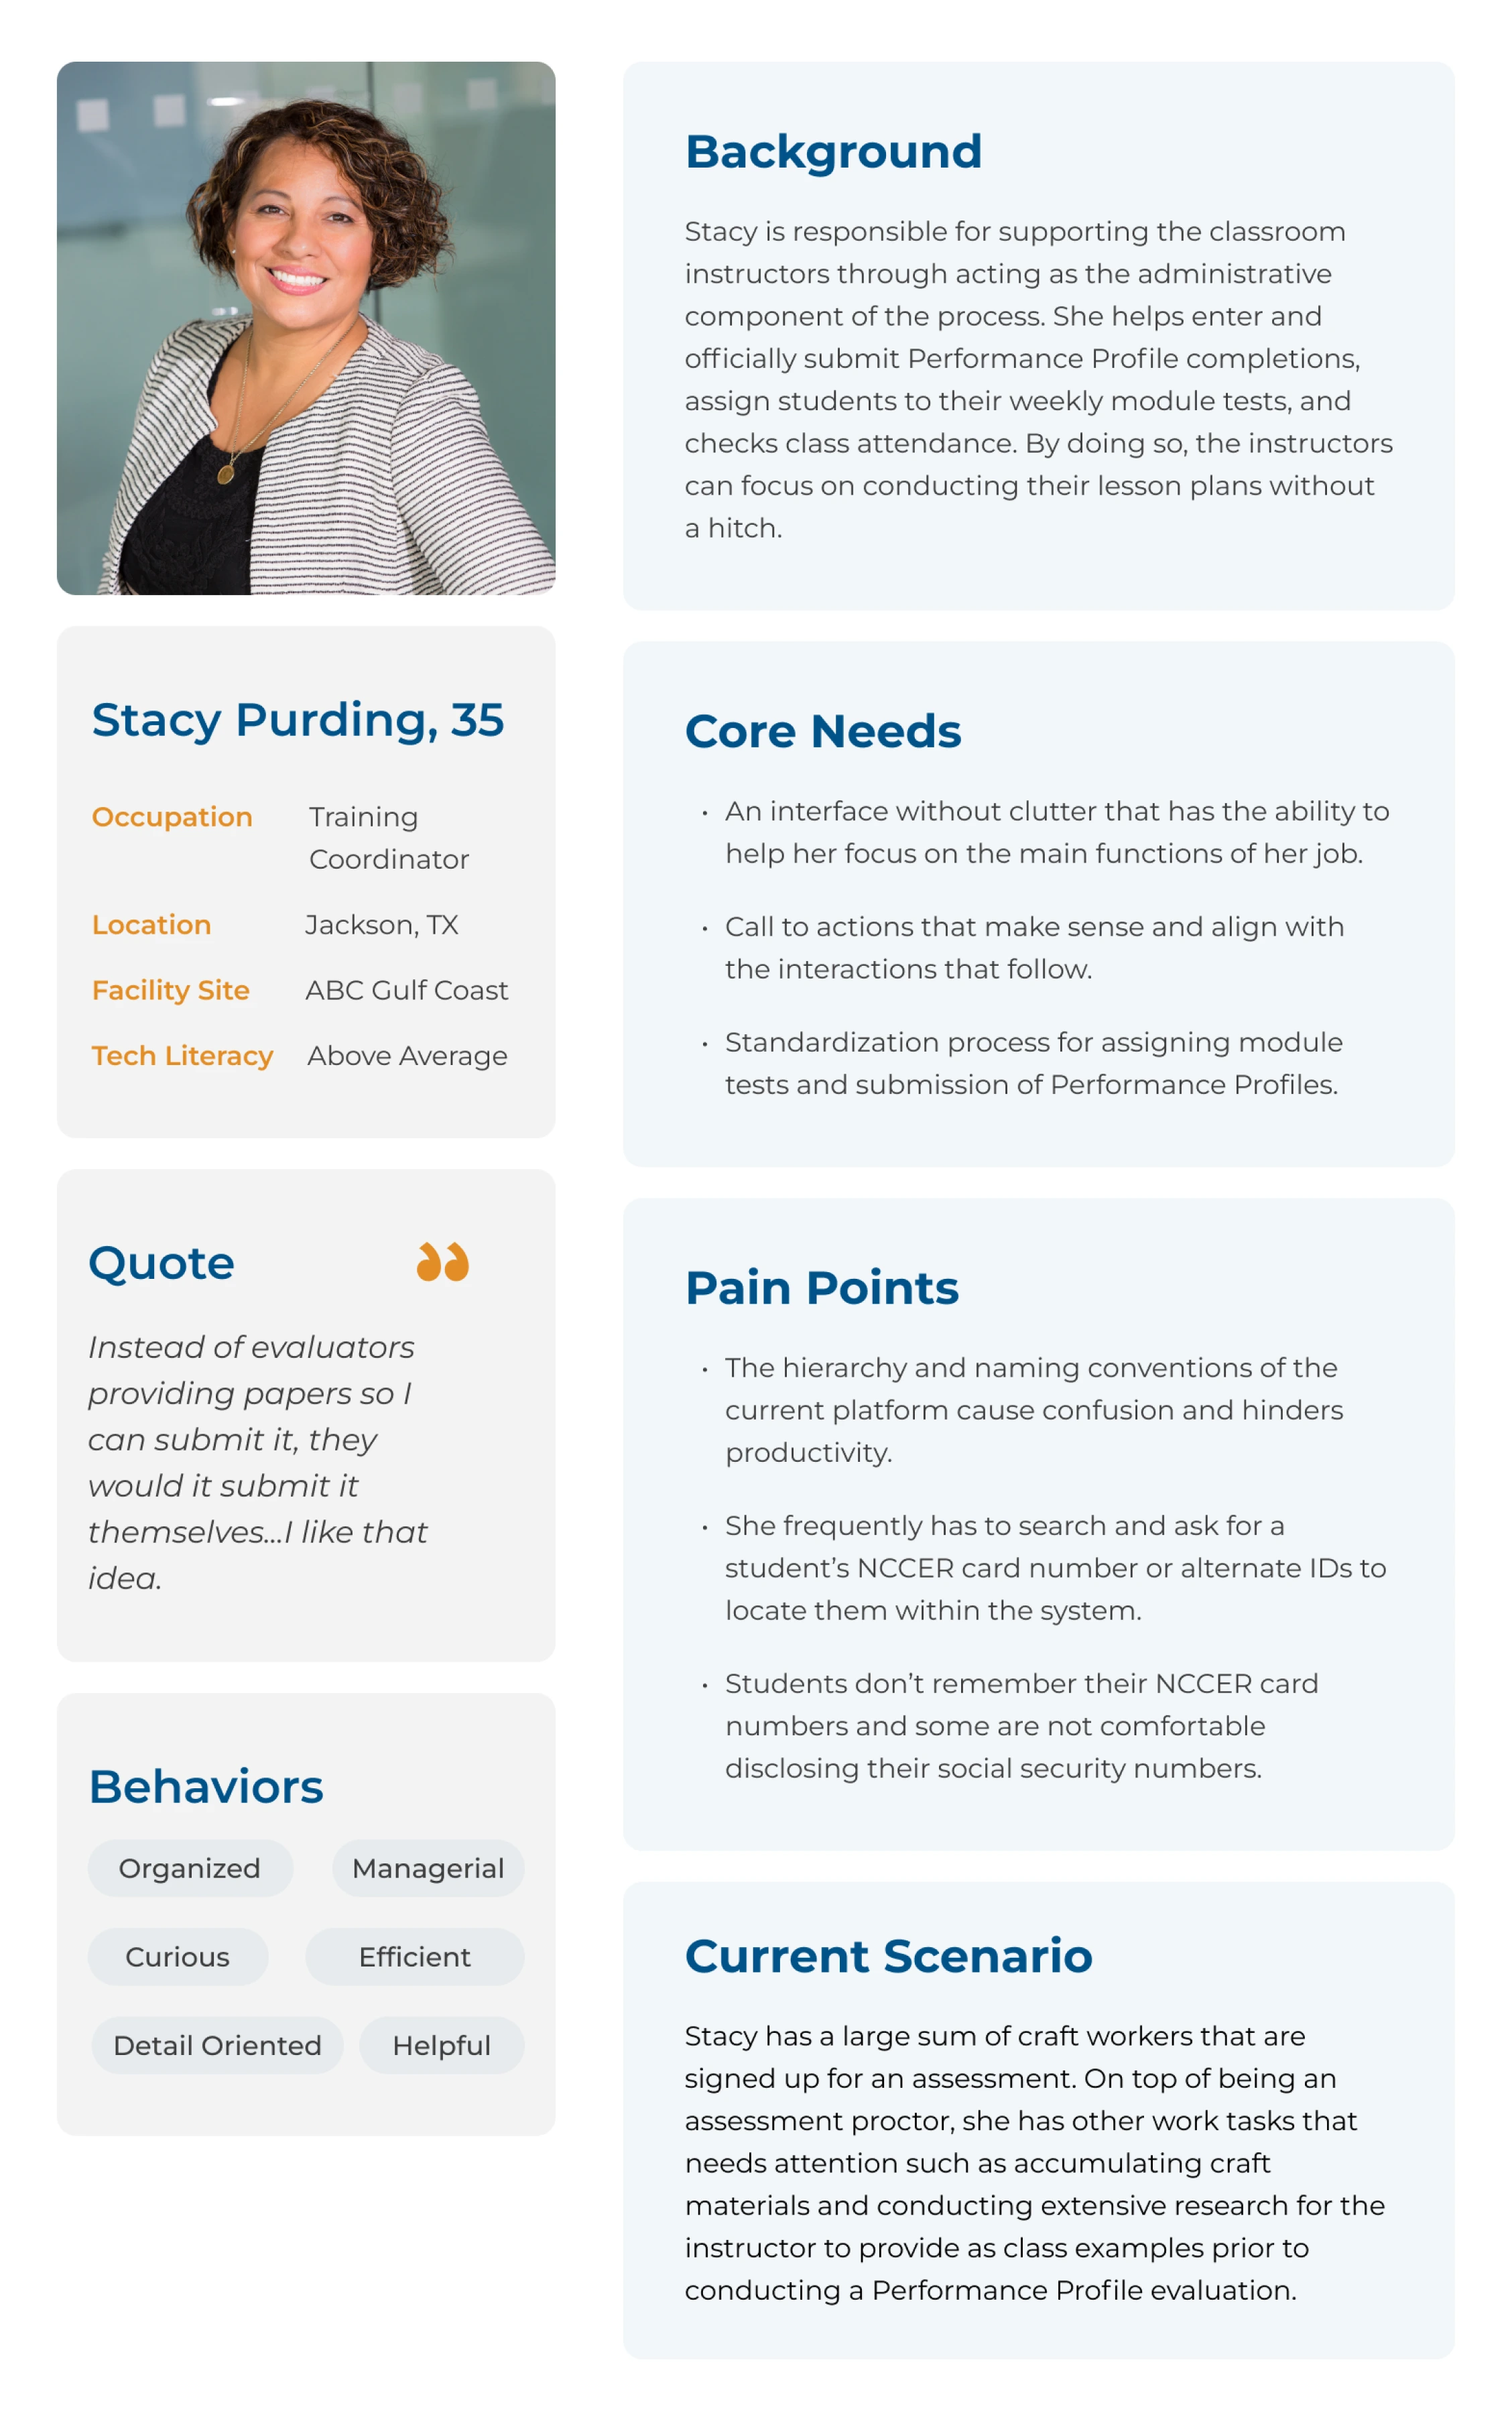 Stacy Purding, 35
Occupation Training
Coordinator
Location Jackson, TX
Facility Site ABC Gulf Coast
Tech Literacy Above Average
Quote ”
Instead of evaluators
providing papers so I
can submit it, they
would it submit it
themselves...I like that
idea.
Behaviors
Organized Managerial
Curious Efficient
Detail Oriented Helpful
Background
Stacy is responsible for supporting the classroom
instructors through acting as the administrative
component of the process. She helps enter and
officially submit Performance Profile completions,
assign students to their weekly module tests, and
checks class attendance. By doing so, the instructors
can focus on conducting their lesson plans without
a hitch.
Core Needs
• An interface without clutter that has the ability to
help her focus on the main functions of her job.
• Call to actions that make sense and align with
the interactions that follow.
• Standardization process for assigning module
tests and submission of Performance Profiles.
Pain Points
• The hierarchy and naming conventions of the
current platform cause confusion and hinders
productivity.
• She frequently has to search and ask for a
student’s NCCER card number or alternate IDs to
locate them within the system.
• Students don’t remember their NCCER card
numbers and some are not comfortable
disclosing their social security numbers.
Current Scenario
Stacy has a large sum of craft workers that are
signed up for an assessment. On top of being an
assessment proctor, she has other work tasks that
needs attention such as accumulating craft
materials and conducting extensive research for the
instructor to provide as class examples prior to
conducting a Performance Profile evaluation.